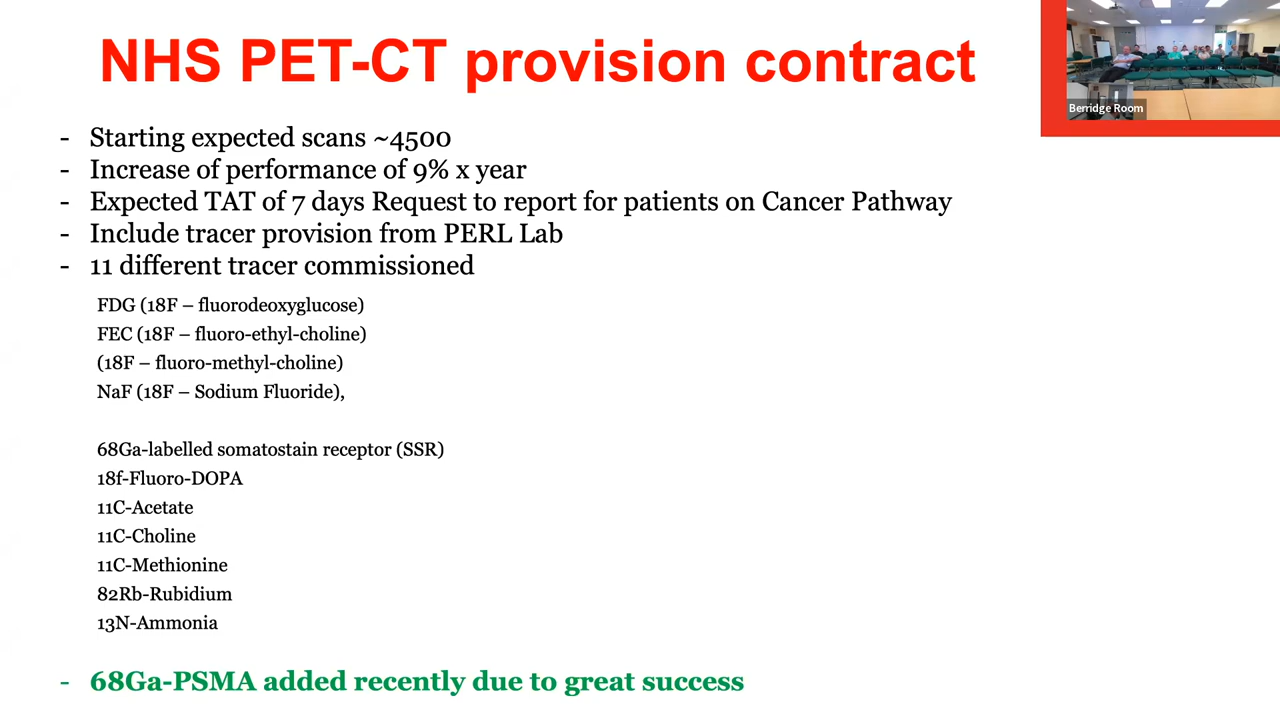 NHS PET-CT provision contract
Berridge Room
- Starting expected scans ~4500
- Increase of performance of 9% x year
- Expected TAT of 7 days Request to report for patients on Cancer Pathway
- Include tracer provision from PERL Lab
- 11 different tracer commissioned
FDG (18F – fluorodeoxyglucose)
FEC (18F – fluoro-ethyl-choline)
(18F – fluoro-methyl-choline)
NaF (18F – Sodium Fluoride),
68Ga-labelled somatostain receptor (SSR)
18f-Fluoro-DOPA
11C-Acetate
11C-Choline
11C-Methionine
82Rb-Rubidium
13N-Ammonia
- 68Ga-PSMA added recently due to great success